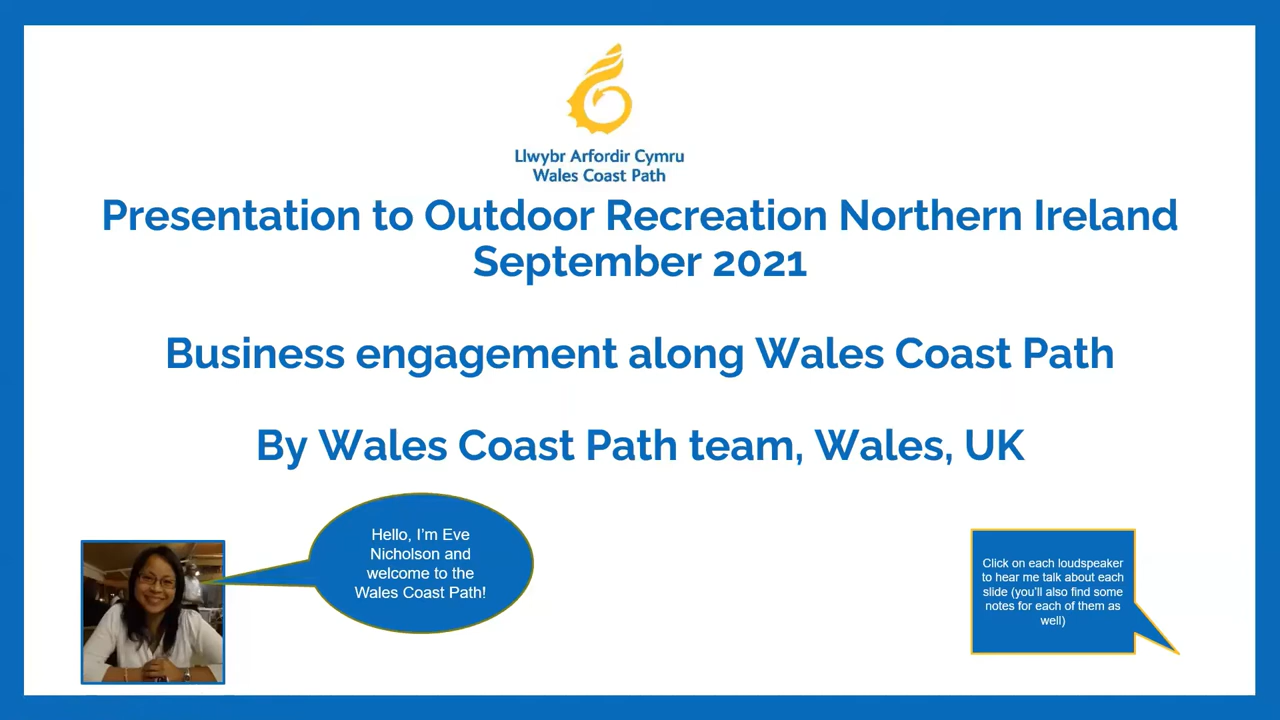 Llwybr Arfordir Cymru
Wales Coast Path
Presentation to Outdoor Recreation Northern Ireland
September 2021
Business engagement along Wales Coast Path
By Wales Coast Path team, Wales, UK
Hello, I'm Eve
Nicholson and
welcome to the
Wales Coast Path!
Click on each loudspeaker
to hear me talk about each
slide (you'll also find some
notes for each of them as
well)